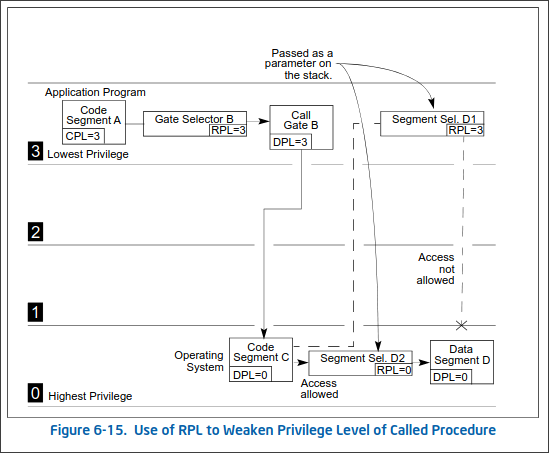 Passed as a
parameter on
the stack.
Application Program
Code
Segment A
CPL=3
Gate Selector B
RPL=3
Call
Gate B
DPL=3
Segment Sel. D1
RPL=3
3 Lowest Privilege
2
Access
not
allowed
1
Operating
System
Code
Segment C
DPL=0
Segment Sel. D2
RPL=0
Access
allowed
Data
Segment D
DPL=0
0 Highest Privilege
Figure 6-15. Use of RPL to Weaken Privilege Level of Called Procedure